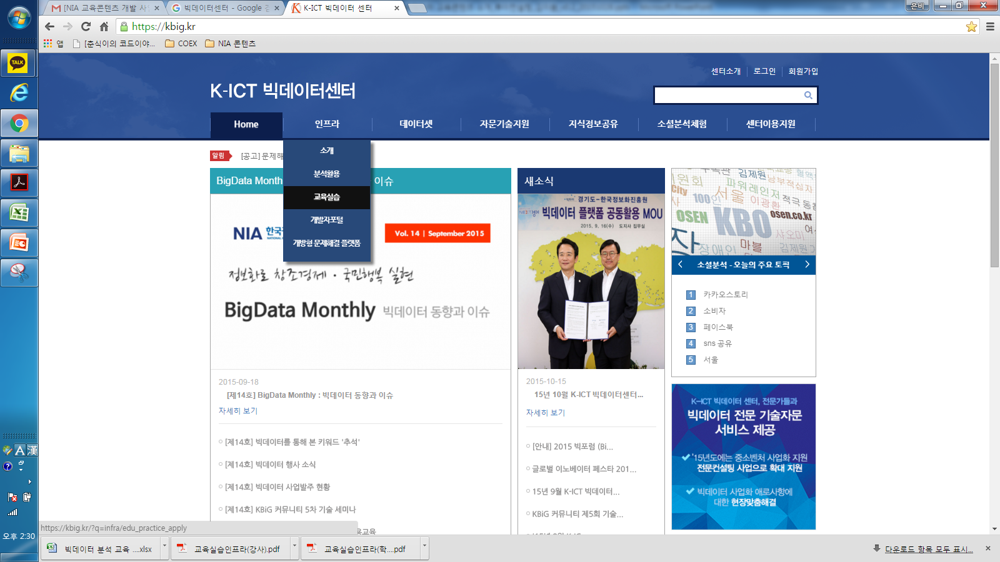 [NIA 교육콘텐츠 개발 사
빅데이터센터 - Google 검
K-ICT 빅데이터 센터
은비
https://kbig.kr
앱
[춘식이의 코드이야...
COEX
NIA 콘텐츠
TALK
센터소개
로그인
회원가입
K-ICT 빅데이터센터
Home
인프라
데이터셋
자문기술지원
지식정보공유
소셜분석체험
센터이용지원
소개
분석활용
교육실습
개발자포털
개방형 문제해결 플랫폼
알림
[공고] 문제해
BigData Month
이슈
NIA 한국
Vol. 14 | September 2015
정보화로 창조경제 · 국민행복 실현
BigData Monthly 빅데이터 동향과 이슈
2015-09-18
[제14호] BigData Monthly : 빅데이터 동향과 이슈
자세히 보기
[제14호] 빅데이터를 통해 본 키워드 '추석'
[제14호] 빅데이터 행사 소식
[제14호] 빅데이터 사업발주 현황
[제14호] KBiG 커뮤니티 5차 기술 세미나
새소식
경기도-한국정보화진흥원
빅데이터 플랫폼 공동활용 MOU
2015. 9. 16(수) 도지사 집무실
2015-10-15
15년 10월 K-ICT 빅데이터센터...
자세히 보기
[안내] 2015 빅포럼 (Bi...
글로벌 이노베이터 페스타 201...
15년 9월 K-ICT 빅데이터...
KBiG 커뮤니티 제5회 기술...
김제원
남부적십자
위원회
파워레인저
City
100인
서울
이광환
적극 동참
OSEN
KBO
osen.co.kr
샤오미
마블
장애인
김제원
소셜분석 - 오늘의 주요 토픽
1 카카오스토리
2 소비자
3 페이스북
4 sns 공유
5 서울
K-ICT 빅데이터 센터, 전문가들과
빅데이터 전문 기술자문
서비스 제공
'15년도에는 중소벤처 사업화 지원
전문컨설팅 사업으로 확대 지원
빅데이터 사업화 애로사항에
대한 현장맞춤해결
A 漢
오후 2:30
https://kbig.kr/?q=infra/edu_practice_apply
빅데이터 분석 교육 ....xlsx
교육실습인프라(강사).pdf
교육실습인프라(학....pdf
다운로드 항목 모두 표시...